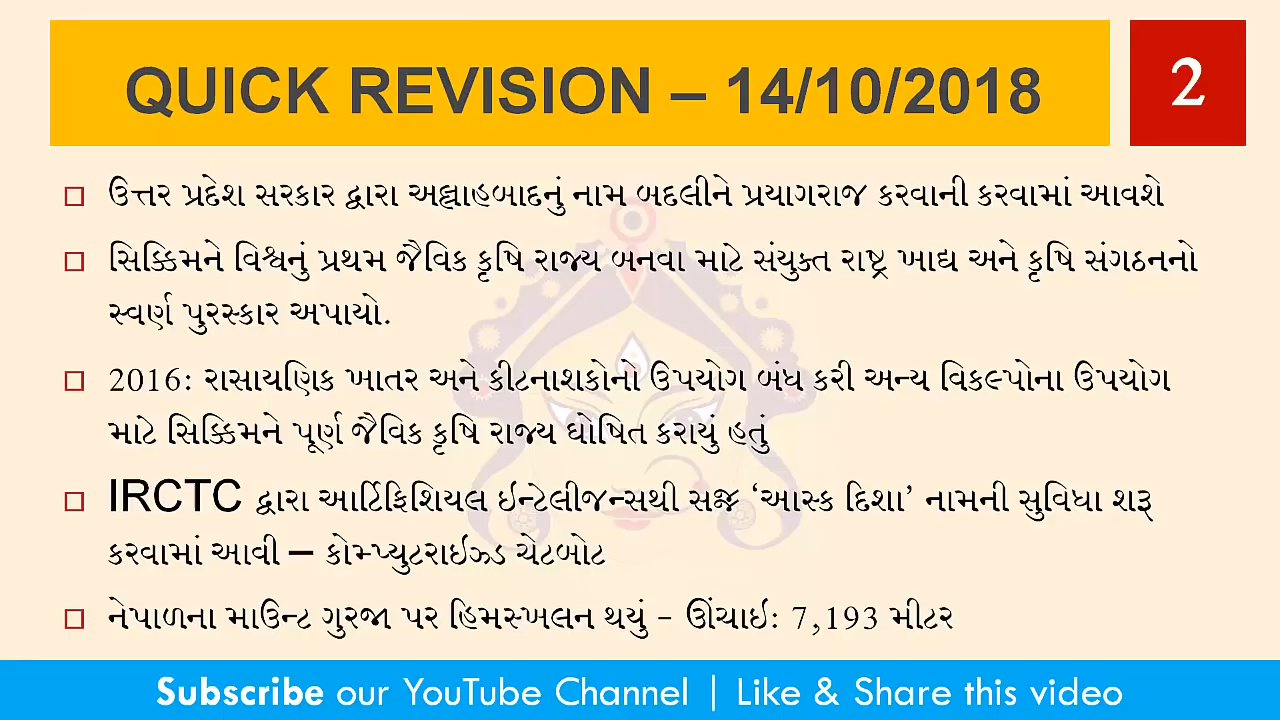 QUICK REVISION – 14/10/2018
2
ઉત્તર પ્રદેશ સરકાર દ્વારા અલ્હાહબાદનું નામ બદલીને પ્રયાગરાજ કરવાની કરવામાં આવશે
સિક્કિમને વિશ્વનું પ્રથમ જૈવિક કૃષિ રાજ્ય બનવા માટે સંયુક્ત રાષ્ટ્ર ખાદ્ય અને કૃષિ સંગઠનનો
સ્વર્ણ પુરસ્કાર અપાયો.
2016: રાસાયણિક ખાતર અને કીટનાશકોનો ઉપયોગ બંધ કરી અન્ય વિકલ્પોના ઉપયોગ
માટે સિક્કિમને પૂર્ણ જૈવિક કૃષિ રાજ્ય ઘોષિત કરાયું હતું
IRCTC દ્વારા આર્ટિફિશિયલ ઇન્ટેલીજન્સથી સજ્જ ‘આસ્ક દિશા’ નામની સુવિધા શરૂ
કરવામાં આવી – કોમ્પ્યુટરાઇઝ્ડ ચેટબોટ
નેપાળના માઉન્ટ ગુરજા પર હિમસ્ખલન થયું – ઊંચાઇ: 7,193 મીટર
Subscribe our YouTube Channel | Like & Share this video